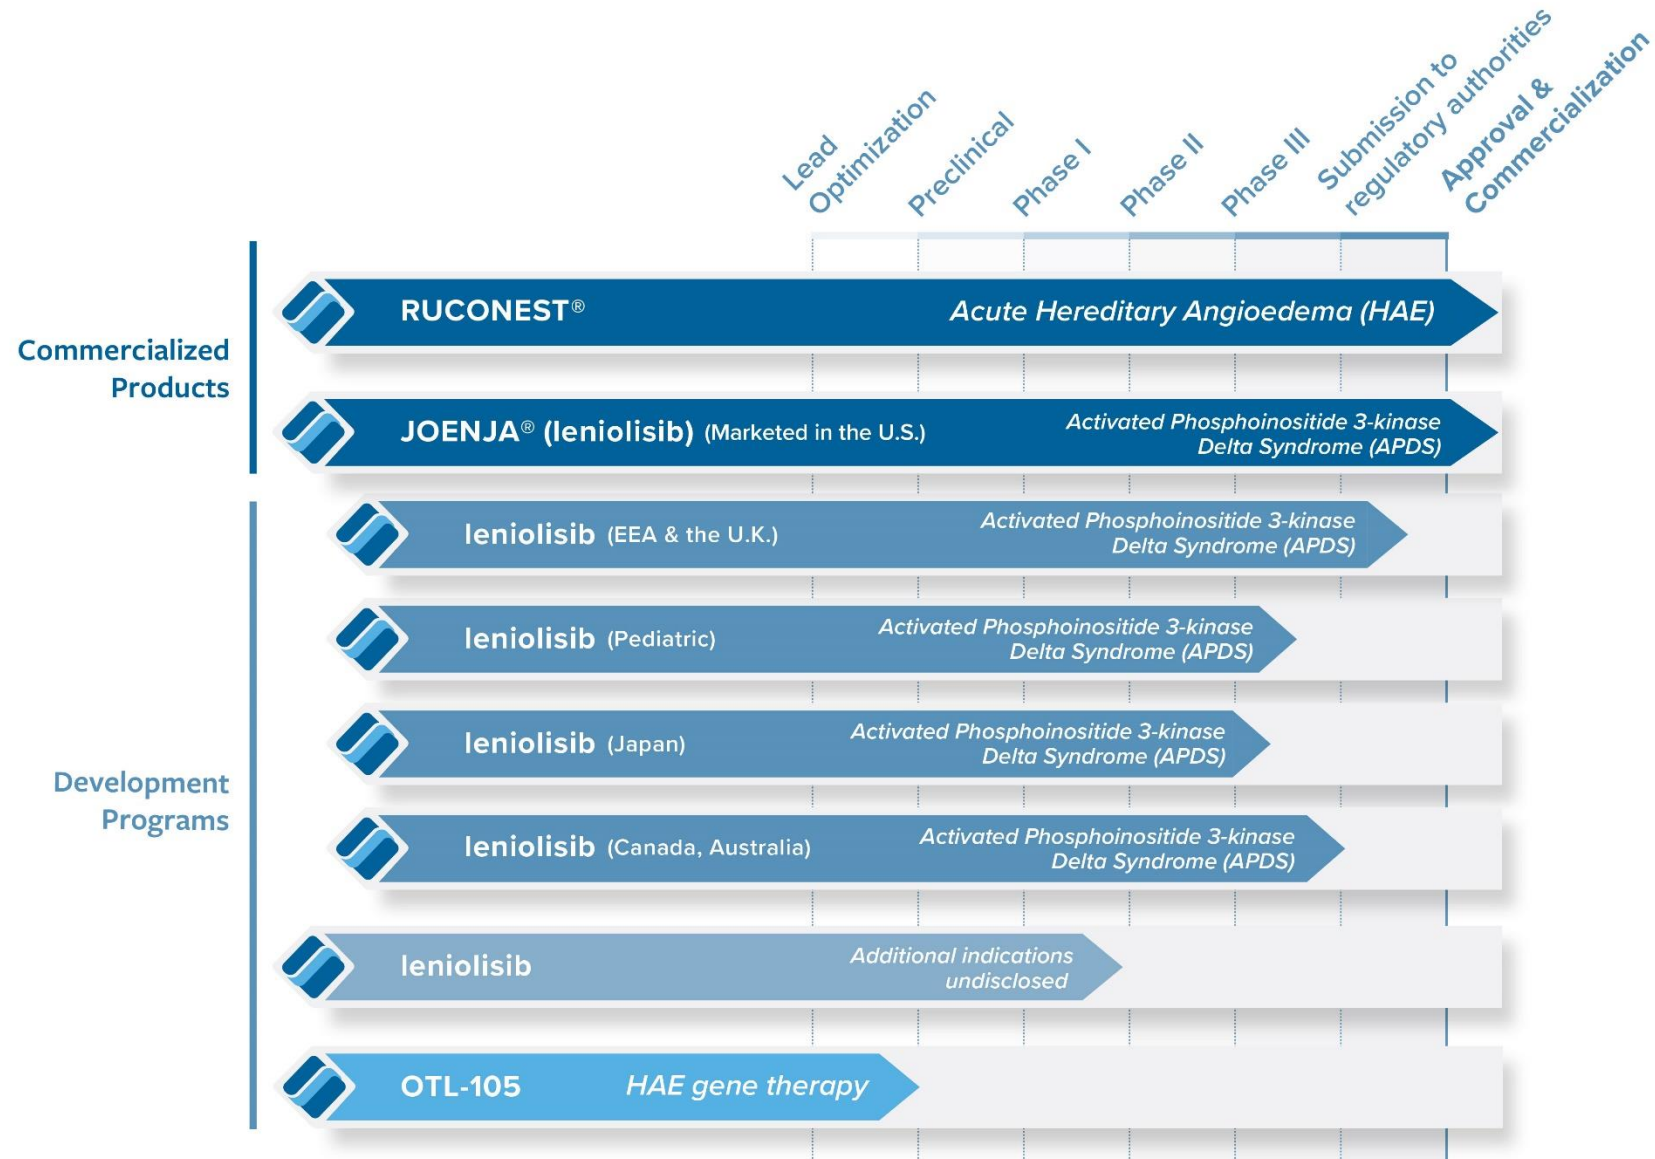 Lead
Optimization
Preclinical
Phase I
Phase II
Phase III
Submission to
regulatory authorities
Approval &
Commercialization
Commercialized
Products
RUCONEST®
Acute Hereditary Angioedema (HAE)
JOENJA® (leniolisib) (Marketed in the U.S.)
Activated Phosphoinositide 3-kinase
Delta Syndrome (APDS)
Development
Programs
leniolisib (EEA & the U.K.)
Activated Phosphoinositide 3-kinase
Delta Syndrome (APDS)
leniolisib (Pediatric)
Activated Phosphoinositide 3-kinase
Delta Syndrome (APDS)
leniolisib (Japan)
Activated Phosphoinositide 3-kinase
Delta Syndrome (APDS)
leniolisib (Canada, Australia)
Activated Phosphoinositide 3-kinase
Delta Syndrome (APDS)
leniolisib
Additional indications
undisclosed
OTL-105
HAE gene therapy